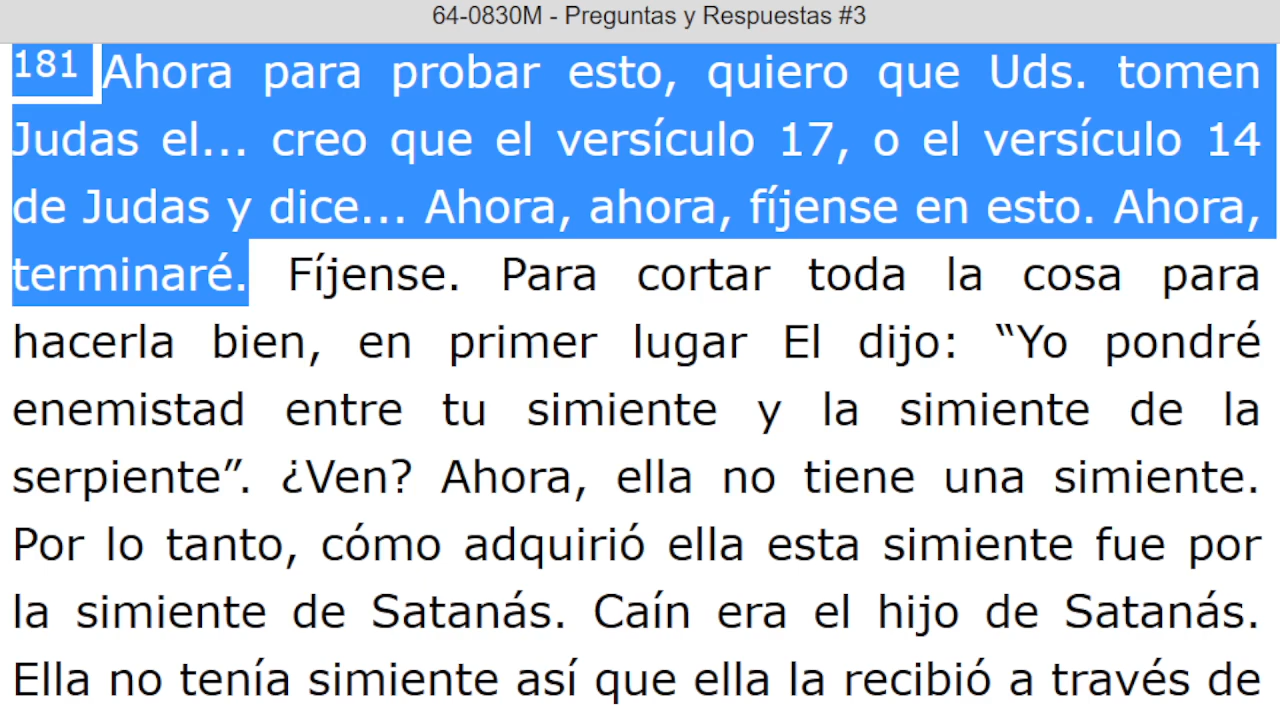 64-0830M - Preguntas y Respuestas #3
181 Ahora para probar esto, quiero que Uds. tomen
Judas el... creo que el versículo 17, o el versículo 14
de Judas y dice... Ahora, ahora, fíjense en esto. Ahora,
terminaré. Fíjense. Para cortar toda la cosa para
hacerla bien, en primer lugar El dijo: “Yo pondré
enemistad entre tu simiente y la simiente de la
serpiente”. ¿Ven? Ahora, ella no tiene una simiente.
Por lo tanto, cómo adquirió ella esta simiente fue por
la simiente de Satanás. Caín era el hijo de Satanás.
Ella no tenía simiente así que ella la recibió a través de